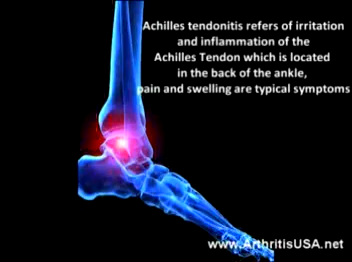 Achilles tendonitis refers of irritation
and inflammation of the
Achilles Tendon which is located
in the back of the ankle,
pain and swelling are typical symptoms
www.ArthritisUSA.net